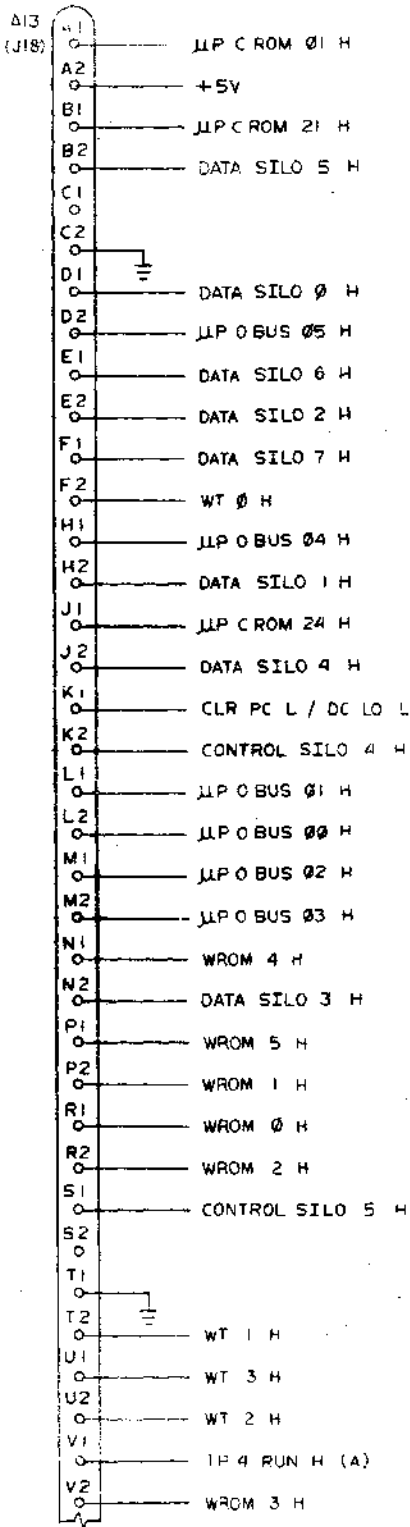 A13
(J18)
A1 µP C ROM Ø1 H
A2 +5V
B1 µP C ROM 21 H
B2 DATA SILO 5 H
C1
C2
D1 DATA SILO Ø H
D2 µP O BUS Ø5 H
E1 DATA SILO 6 H
E2 DATA SILO 2 H
F1 DATA SILO 7 H
F2 WT Ø H
H1 µP O BUS Ø4 H
H2 DATA SILO 1 H
J1 µP C ROM 24 H
J2 DATA SILO 4 H
K1 CLR PC L / DC LO L
K2 CONTROL SILO 4 H
L1 µP O BUS Ø1 H
L2 µP O BUS ØØ H
M1 µP O BUS Ø2 H
M2 µP O BUS Ø3 H
N1 WROM 4 H
N2 DATA SILO 3 H
P1 WROM 5 H
P2 WROM 1 H
R1 WROM Ø H
R2 WROM 2 H
S1 CONTROL SILO 5 H
S2
T1
T2 WT 1 H
U1 WT 3 H
U2 WT 2 H
V1 TP 4 RUN H (A)
V2 WROM 3 H